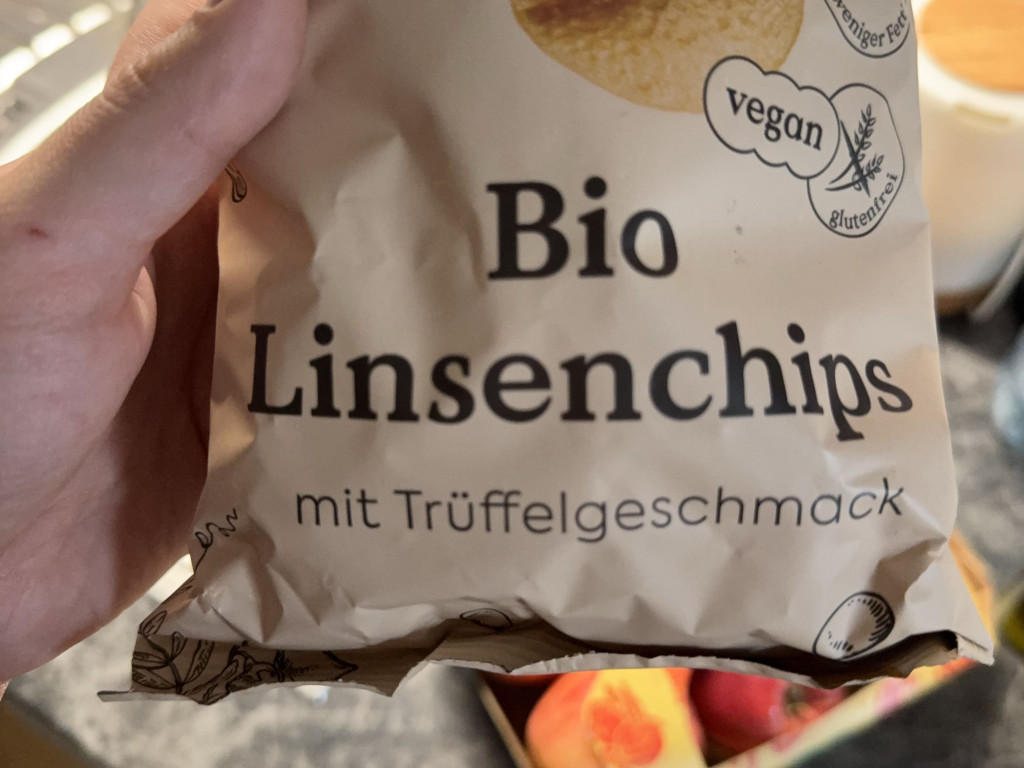 weniger Fett
vegan
glutenfrei
Bio
Linsenchips
mit Trüffelgeschmack